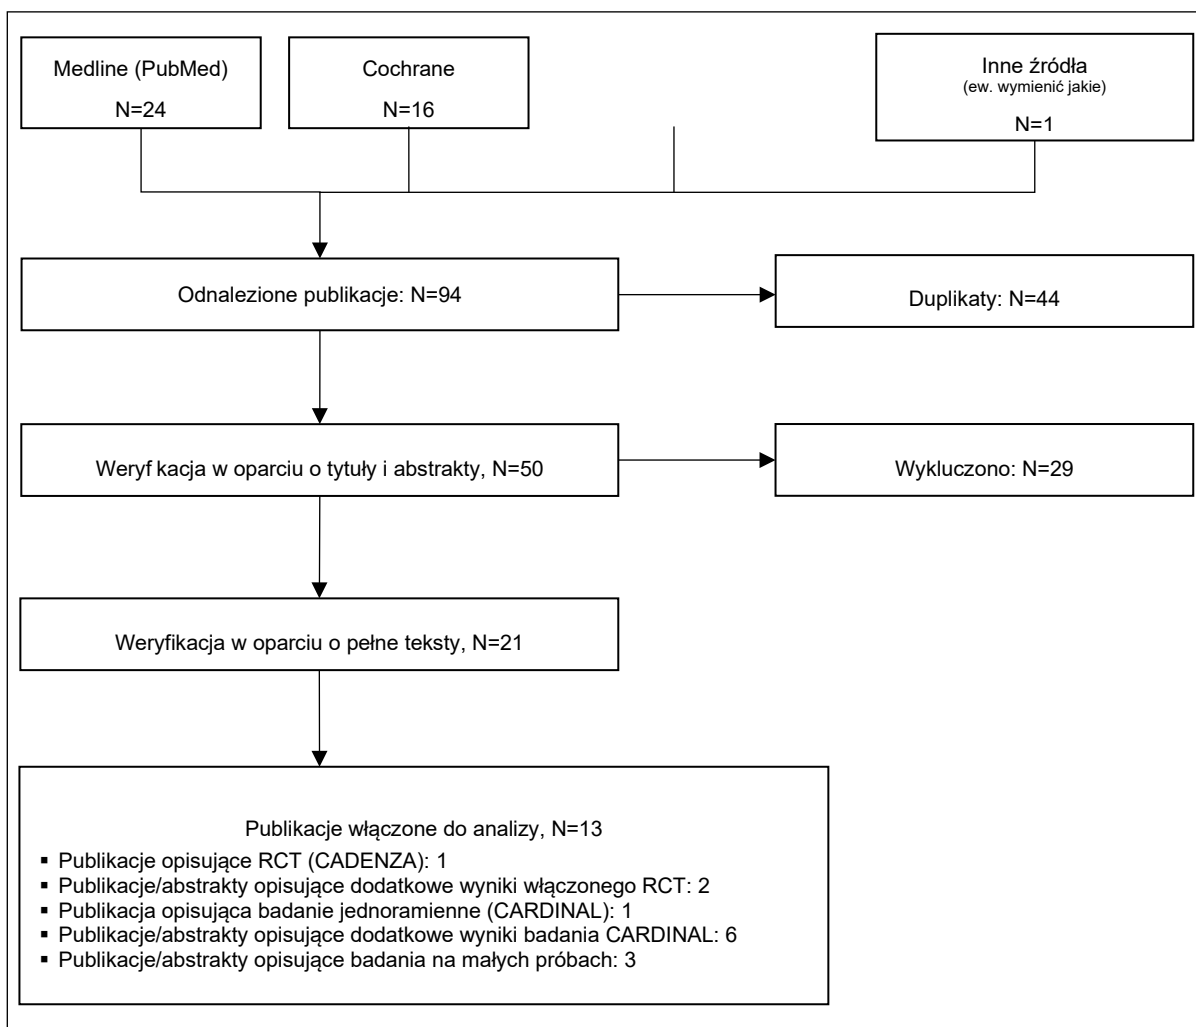 Medline (PubMed)
N=24
Cochrane
N=16
Inne źródła
(ew. wymienić jakie)
N=1
Odnalezione publikacje: N=94
Duplikaty: N=44
Weryf kacja w oparciu o tytuły i abstrakty, N=50
Wykluczono: N=29
Weryfikacja w oparciu o pełne teksty, N=21
Publikacje włączone do analizy, N=13
▪ Publikacje opisujące RCT (CADENZA): 1
▪ Publikacje/abstrakty opisujące dodatkowe wyniki włączonego RCT: 2
▪ Publikacja opisująca badanie jednoramienne (CARDINAL): 1
▪ Publikacje/abstrakty opisujące dodatkowe wyniki badania CARDINAL: 6
▪ Publikacje/abstrakty opisujące badania na małych próbach: 3